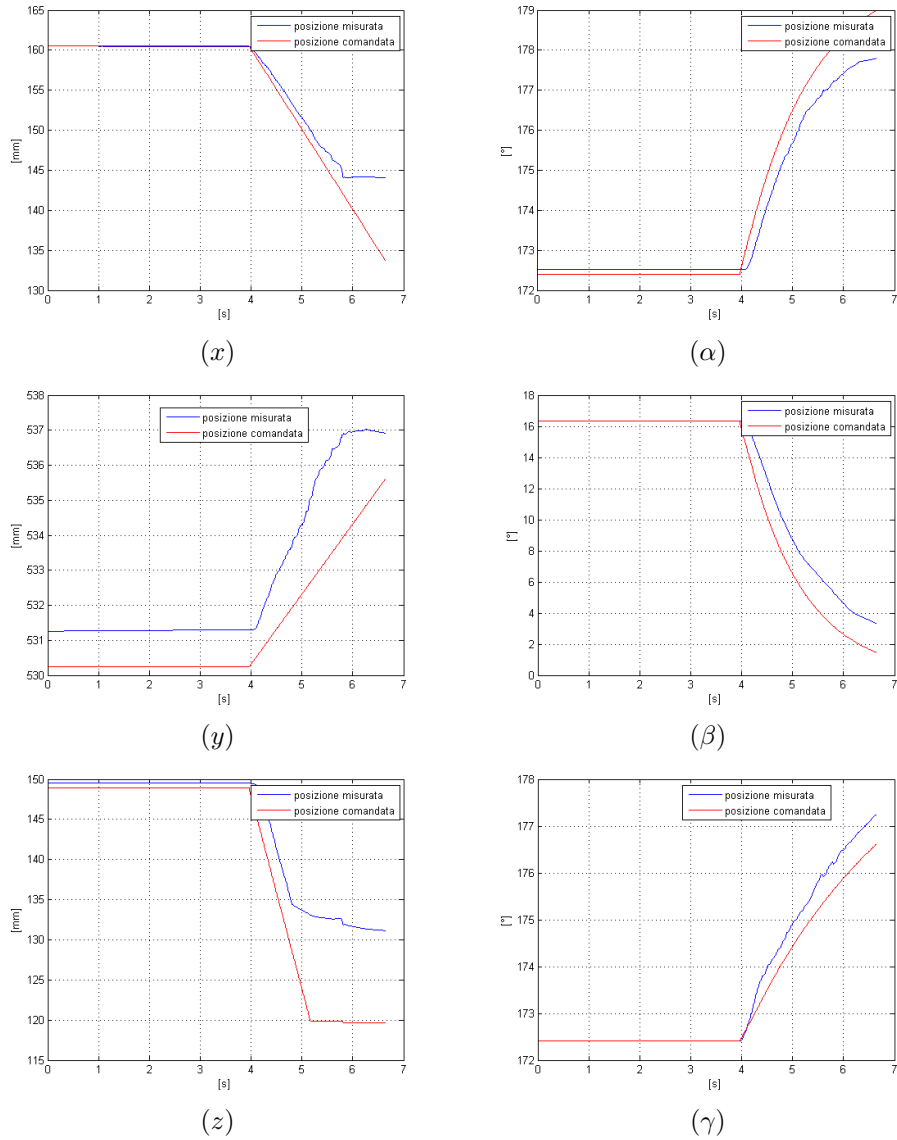 165
160
155
150
145
140
135
130
[mm]
posizione misurata
posizione comandata
0 1 2 3 4 5 6 7
[s]
(x)
179
178
177
176
175
174
173
172
[°]
posizione misurata
posizione comandata
0 1 2 3 4 5 6 7
[s]
(α)
538
537
536
535
534
533
532
531
530
[mm]
posizione misurata
posizione comandata
0 1 2 3 4 5 6 7
[s]
(y)
18
16
14
12
10
8
6
4
2
0
[°]
posizione misurata
posizione comandata
0 1 2 3 4 5 6 7
[s]
(β)
150
145
140
135
130
125
120
115
[mm]
posizione misurata
posizione comandata
0 1 2 3 4 5 6 7
[s]
(z)
178
177
176
175
174
173
172
[°]
posizione misurata
posizione comandata
0 1 2 3 4 5 6 7
[s]
(γ)